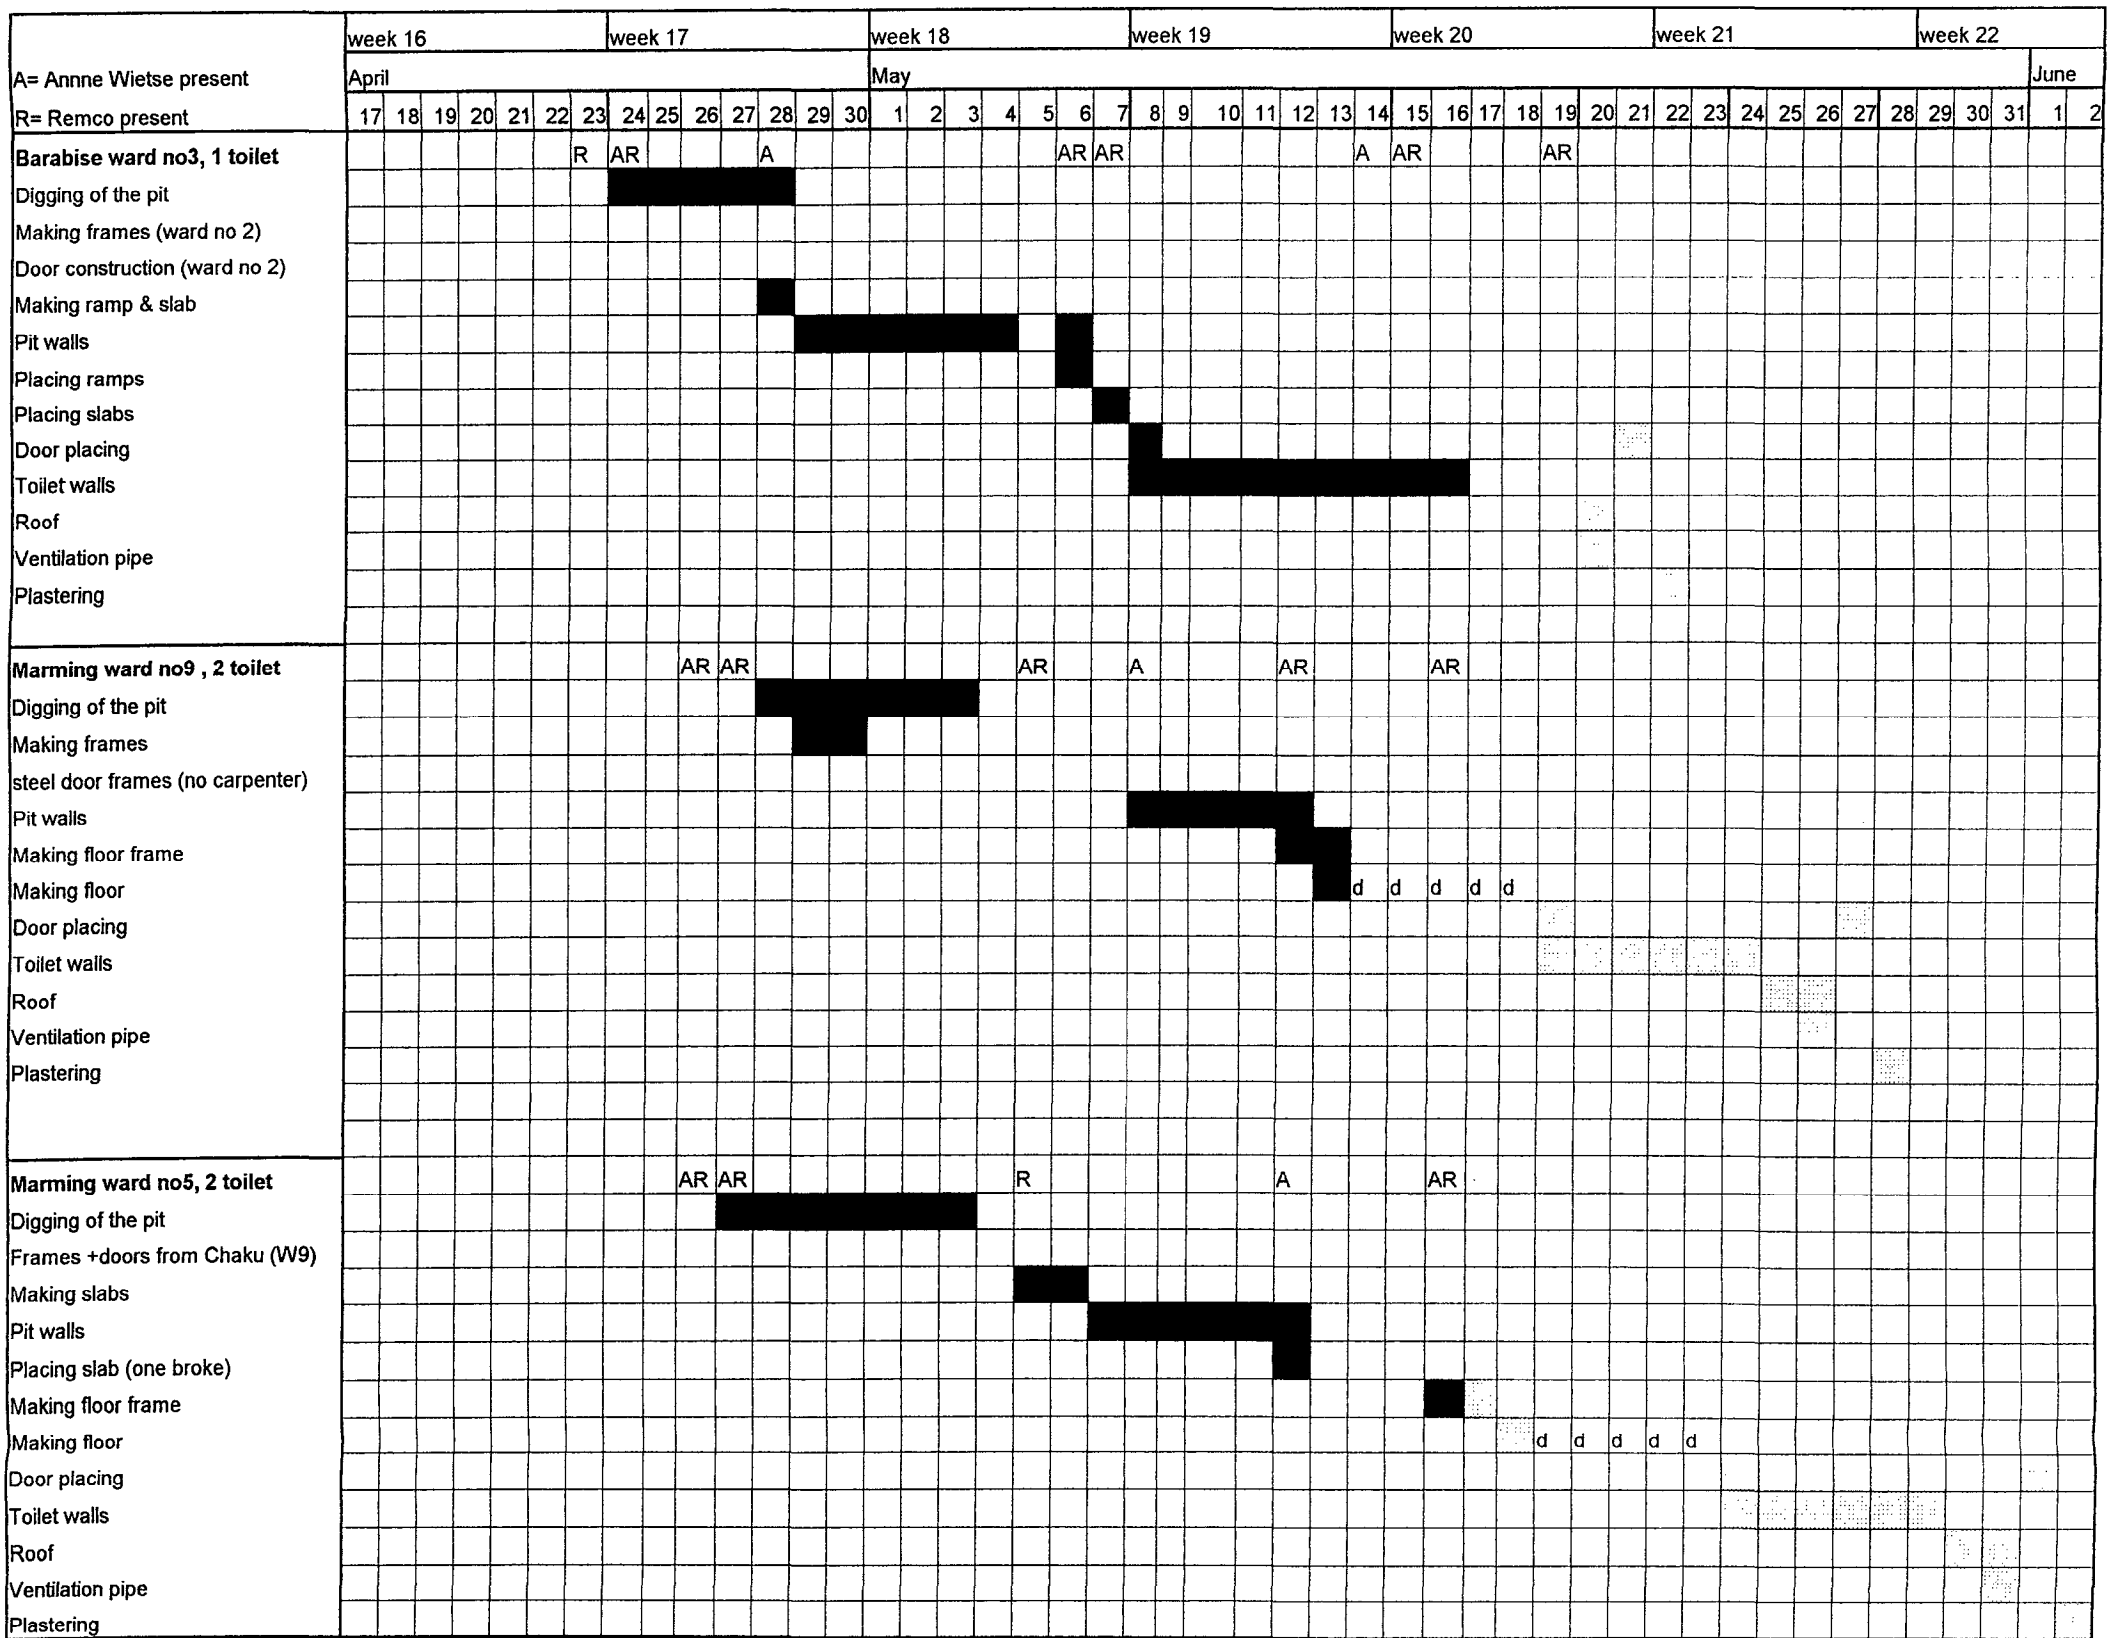 week 16 week 17 week 18 week 19 week 20 week 21 week 22
A= Annne Wietse present April May June
R= Remco present 17 18 19 20 21 22 23 24 25 26 27 28 29 30 1 2 3 4 5 6 7 8 9 10 11 12 13 14 15 16 17 18 19 20 21 22 23 24 25 26 27 28 29 30 31 1 2
Barabise ward no3, 1 toilet R AR A AR AR A AR AR
Digging of the pit
Making frames (ward no 2)
Door construction (ward no 2)
Making ramp & slab
Pit walls
Placing ramps
Placing slabs
Door placing
Toilet walls
Roof
Ventilation pipe
Plastering
Marming ward no9 , 2 toilet AR AR AR A AR AR
Digging of the pit
Making frames
steel door frames (no carpenter)
Pit walls
Making floor frame
Making floor d d d d d
Door placing
Toilet walls
Roof
Ventilation pipe
Plastering
Marming ward no5, 2 toilet AR AR R A AR
Digging of the pit
Frames +doors from Chaku (W9)
Making slabs
Pit walls
Placing slab (one broke)
Making floor frame
Making floor d d d d d
Door placing
Toilet walls
Roof
Ventilation pipe
Plastering